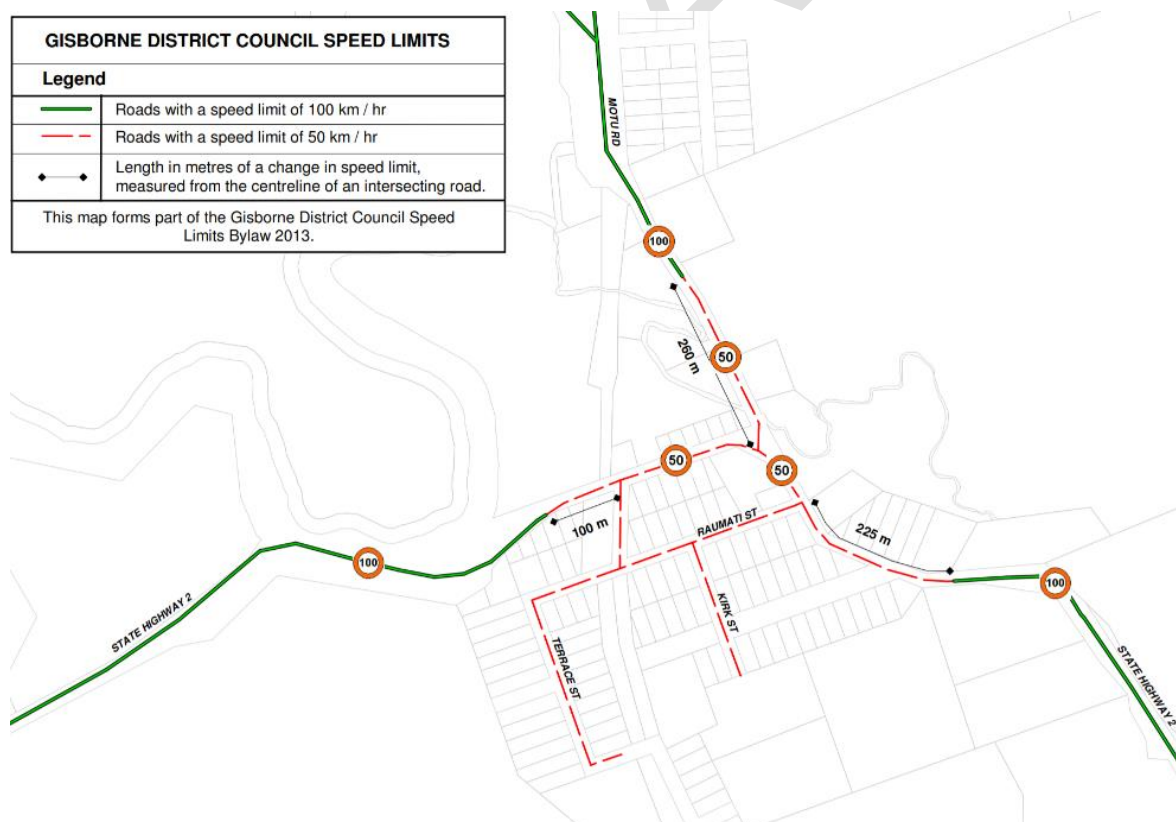 GISBORNE DISTRICT COUNCIL SPEED LIMITS
Legend
Roads with a speed limit of 100 km / hr
Roads with a speed limit of 50 km / hr
Length in metres of a change in speed limit,
measured from the centreline of an intersecting road.
This map forms part of the Gisborne District Council Speed
Limits Bylaw 2013.
MOTU RD
100
260 m
50
50
50
100 m
RAUMATI ST
225 m
100
100
KIRK ST
STATE HIGHWAY 2
TERRACE ST
STATE HIGHWAY 2